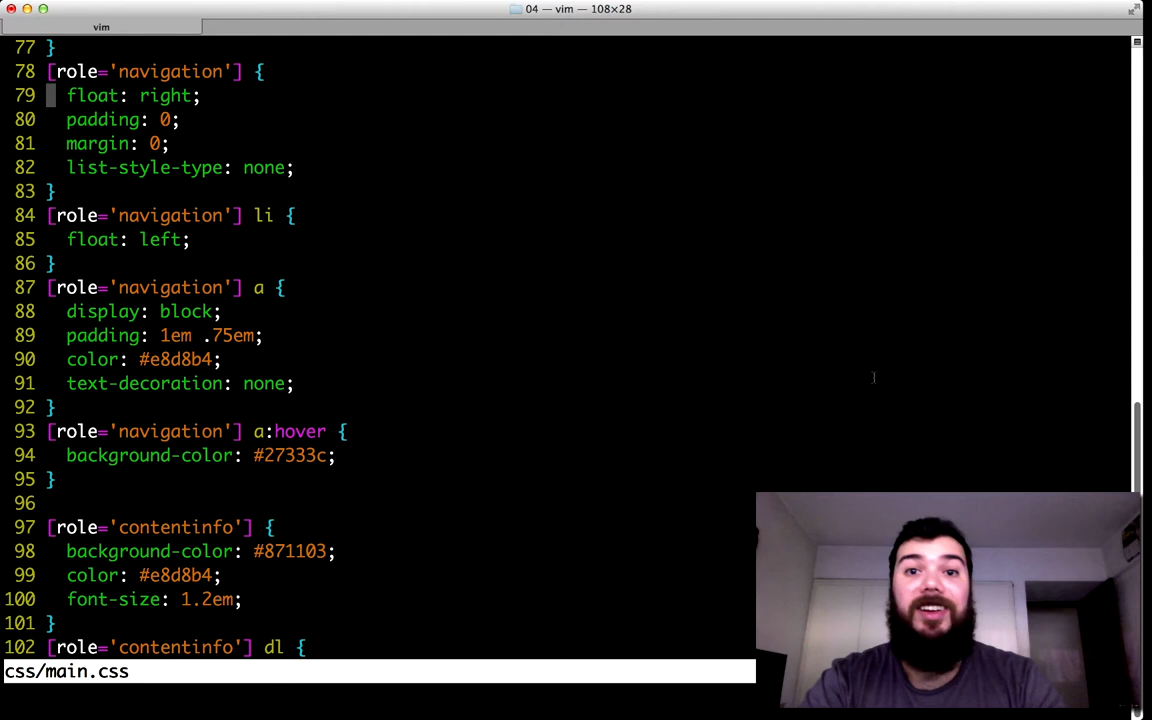 04 — vim — 108×28
vim
77 }
78 [role='navigation'] {
79   float: right;
80   padding: 0;
81   margin: 0;
82   list-style-type: none;
83 }
84 [role='navigation'] li {
85   float: left;
86 }
87 [role='navigation'] a {
88   display: block;
89   padding: 1em .75em;
90   color: #e8d8b4;
91   text-decoration: none;
92 }
93 [role='navigation'] a:hover {
94   background-color: #27333c;
95 }
96
97 [role='contentinfo'] {
98   background-color: #871103;
99   color: #e8d8b4;
100   font-size: 1.2em;
101 }
102 [role='contentinfo'] dl {
css/main.css